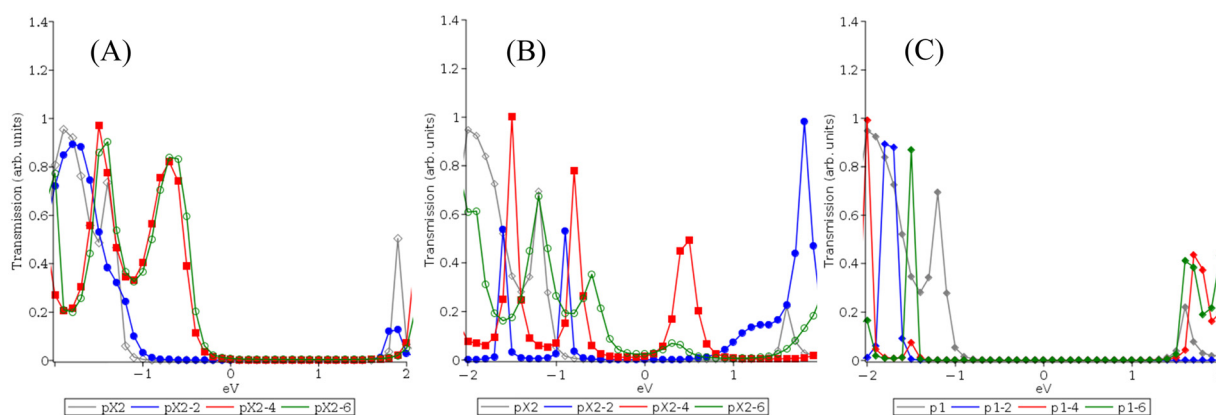 (A)
Transmission (arb. units)
1.4
1.2
1
0.8
0.6
0.4
0.2
0
-1 0 1 2
eV
pX2 pX2-2 pX2-4 pX2-6
(B)
Transmission (arb. units)
1.4
1.2
1
0.8
0.6
0.4
0.2
0
-2 -1 0 1
eV
pX2 pX2-2 pX2-4 pX2-6
(C)
Transmission (arb. units)
1.4
1.2
1
0.8
0.6
0.4
0.2
0
-2 -1 0 1
eV
p1 p1-2 p1-4 p1-6